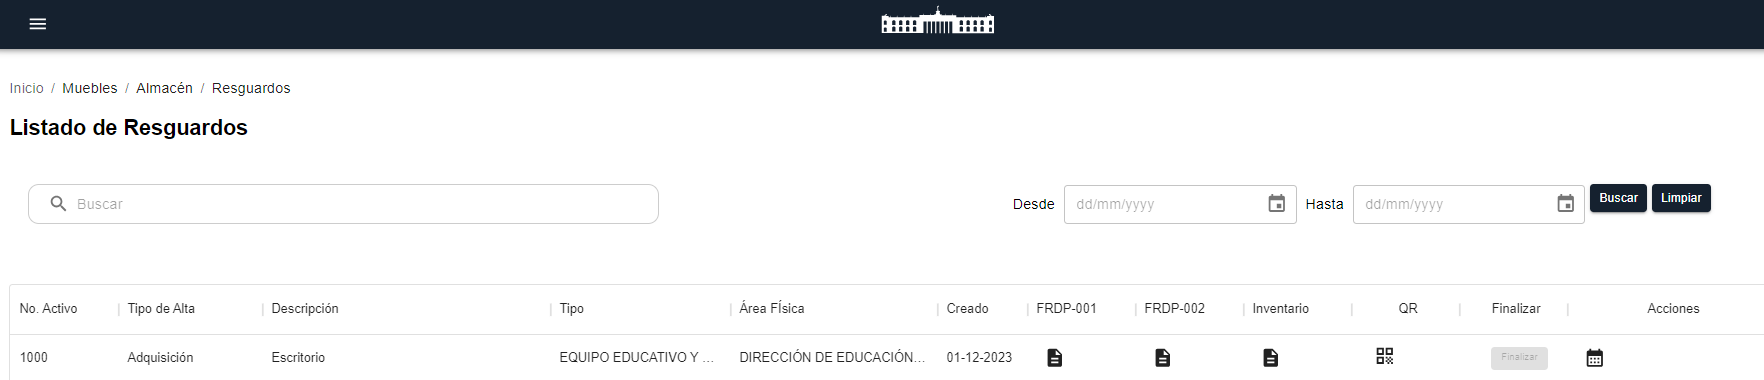 Inicio / Muebles / Almacén / Resguardos
Listado de Resguardos
Buscar
Desde dd/mm/yyyy Hasta dd/mm/yyyy Buscar Limpiar
No. Activo Tipo de Alta Descripción Tipo Área FÍsica Creado FRDP-001 FRDP-002 Inventario QR Finalizar Acciones
1000 Adquisición Escritorio EQUIPO EDUCATIVO Y ... DIRECCIÓN DE EDUCACIÓN... 01-12-2023 Finalizar